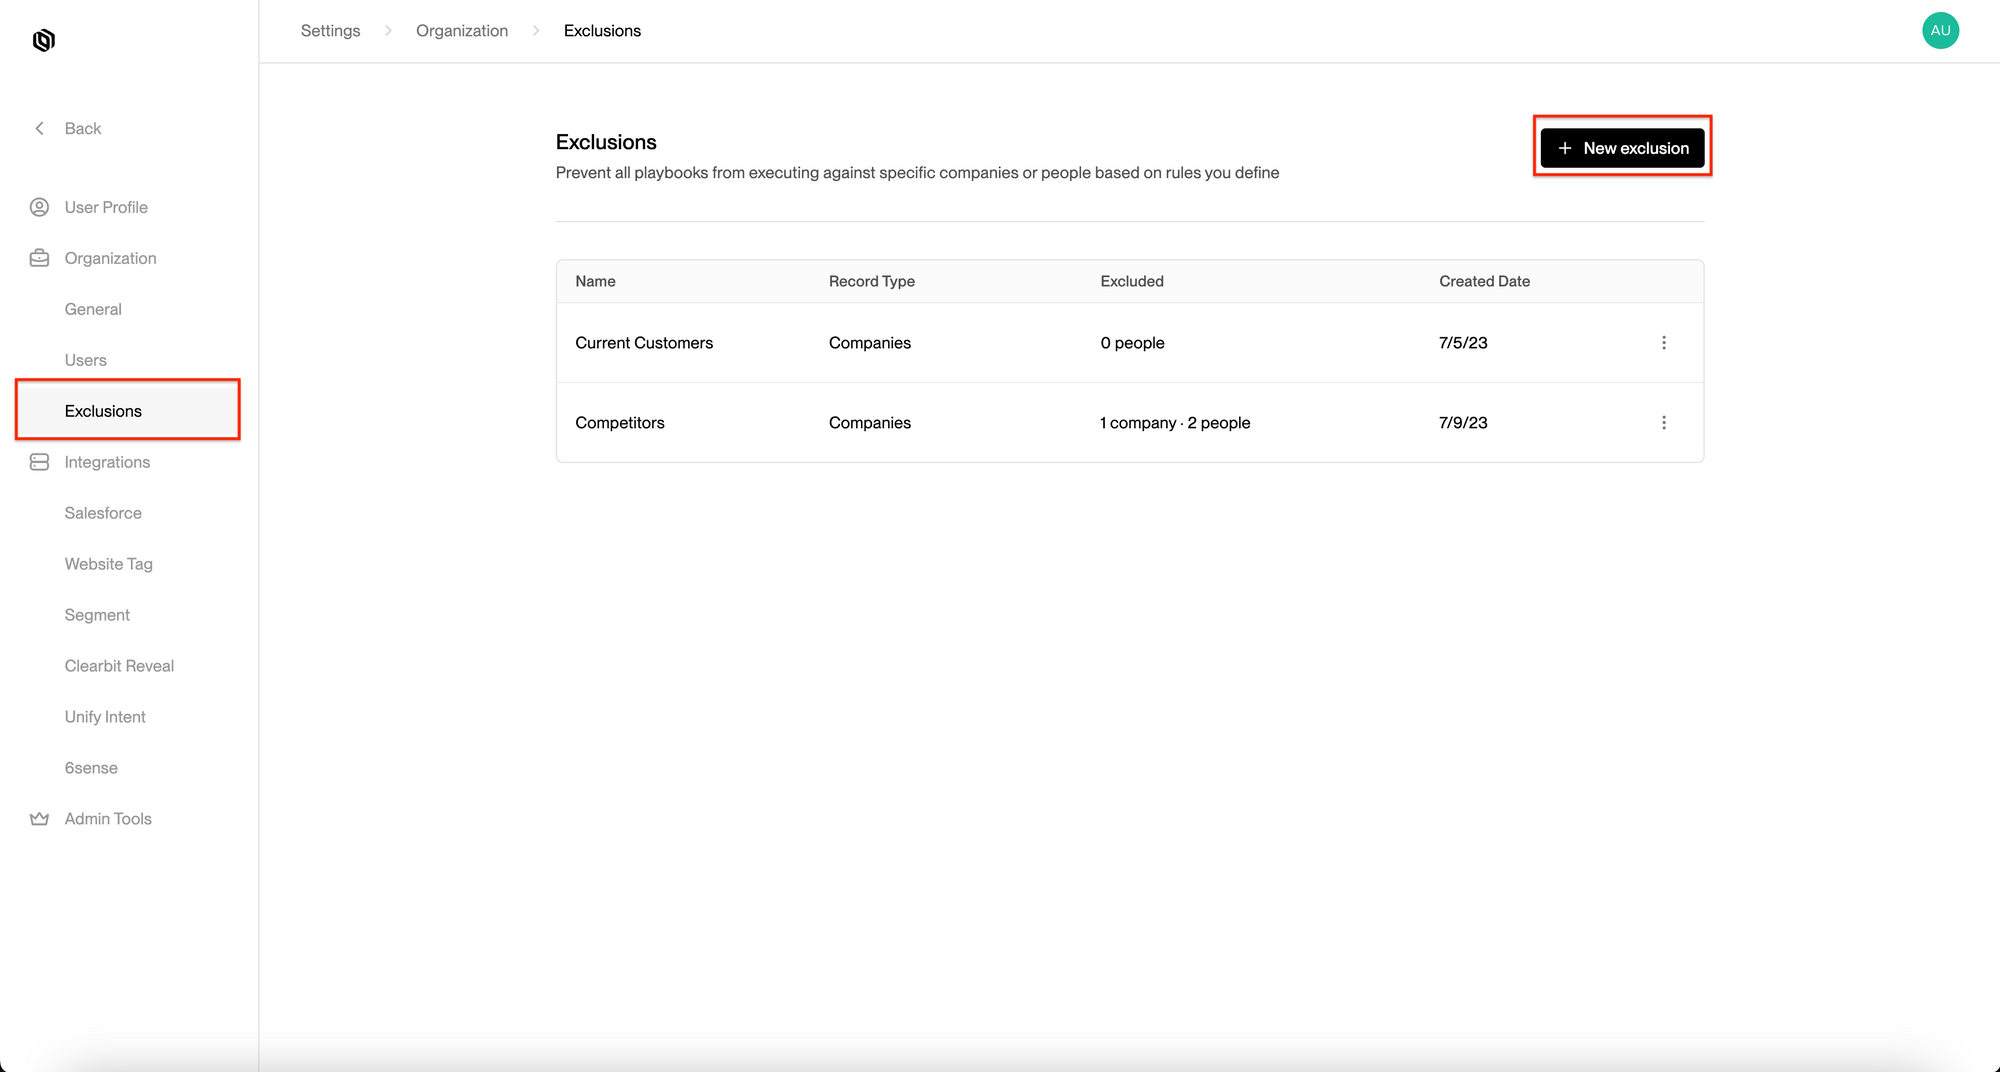 Settings > Organization > Exclusions
AU
Back
User Profile
Organization
General
Users
Exclusions
Integrations
Salesforce
Website Tag
Segment
Clearbit Reveal
Unify Intent
6sense
Admin Tools
Exclusions
Prevent all playbooks from executing against specific companies or people based on rules you define
+ New exclusion
Name Record Type Excluded Created Date
Current Customers Companies 0 people 7/5/23
Competitors Companies 1 company · 2 people 7/9/23